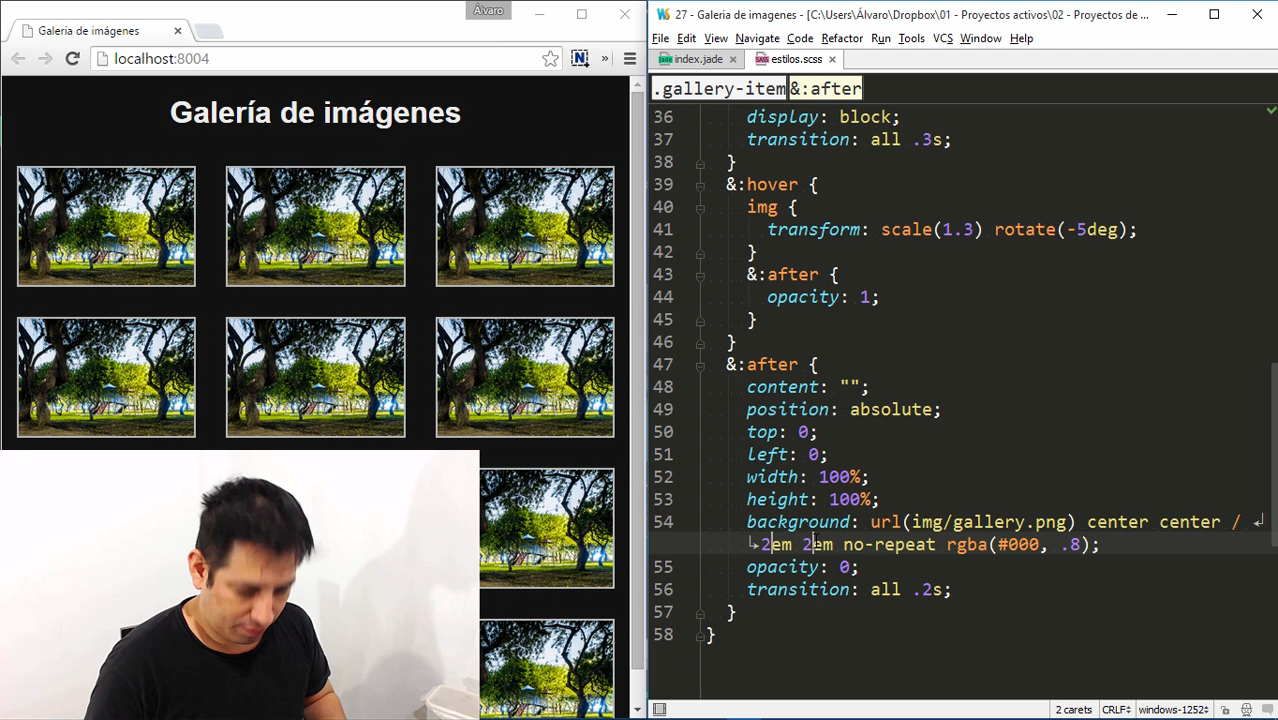 Galeria de imágenes
Álvaro
localhost:8004
Galería de imágenes
27 - Galeria de imagenes - [C:\Users\Álvaro\Dropbox\01 - Proyectos activos\02 - Proyectos de ...
File Edit View Navigate Code Refactor Run Tools VCS Window Help
index.jade estilos.scss
.gallery-item &:after
36 display: block;
37 transition: all .3s;
38 }
39 &:hover {
40 img {
41 transform: scale(1.3) rotate(-5deg);
42 }
43 &:after {
44 opacity: 1;
45 }
46 }
47 &:after {
48 content: "";
49 position: absolute;
50 top: 0;
51 left: 0;
52 width: 100%;
53 height: 100%;
54 background: url(img/gallery.png) center center /
2em 2em no-repeat rgba(#000, .8);
55 opacity: 0;
56 transition: all .2s;
57 }
58 }
2 carets CRLF÷ windows-1252÷